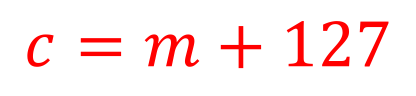 c = m + 127